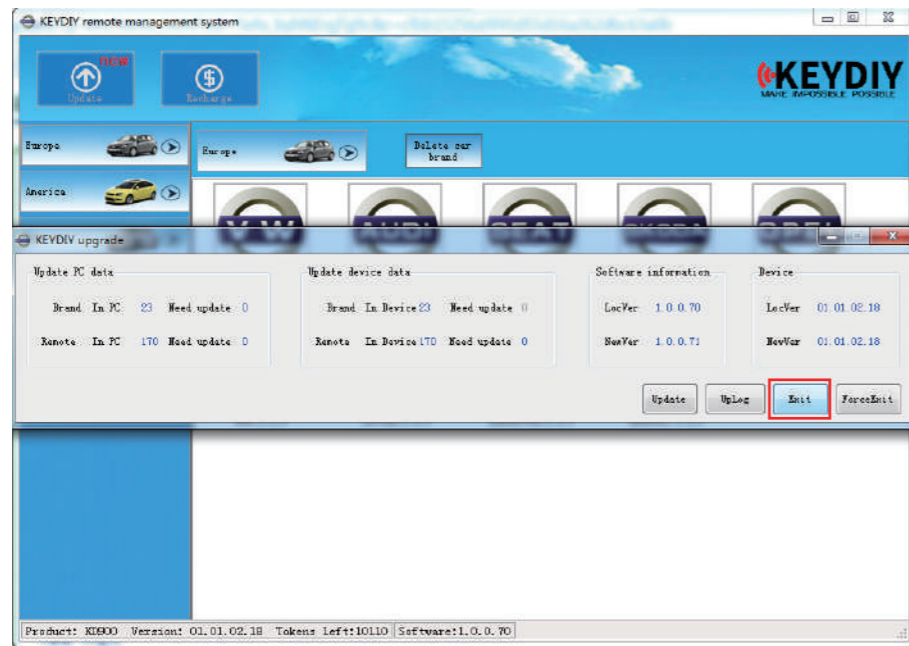 KEYDIY remote management system
NEW
Update
Recharge
KEYDIY
MAKE IMPOSSIBLE POSSIBLE
Europe
Europe
Delete car
brand
America
V W
AUDI
SEAT
SKODA
OPEL
KEYDIY upgrade
Update PC data
Update device data
Software information
Device
Brand In PC 23 Need update 0
Brand In Device 23 Need update 0
LocVer 1.0.0.70
LocVer 01.01.02.18
Remote In PC 170 Need update 0
Remote In Device 170 Need update 0
NewVer 1.0.0.71
NewVer 01.01.02.18
Update
UpLog
Exit
ForceExit
Product: KD900 Version: 01.01.02.18 Tokens Left:10110 Software:1.0.0.70